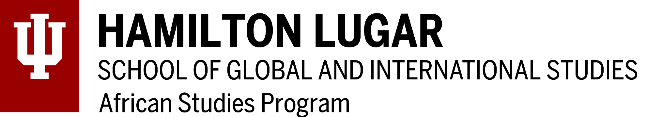 HAMILTON LUGAR
SCHOOL OF GLOBAL AND INTERNATIONAL STUDIES
African Studies Program